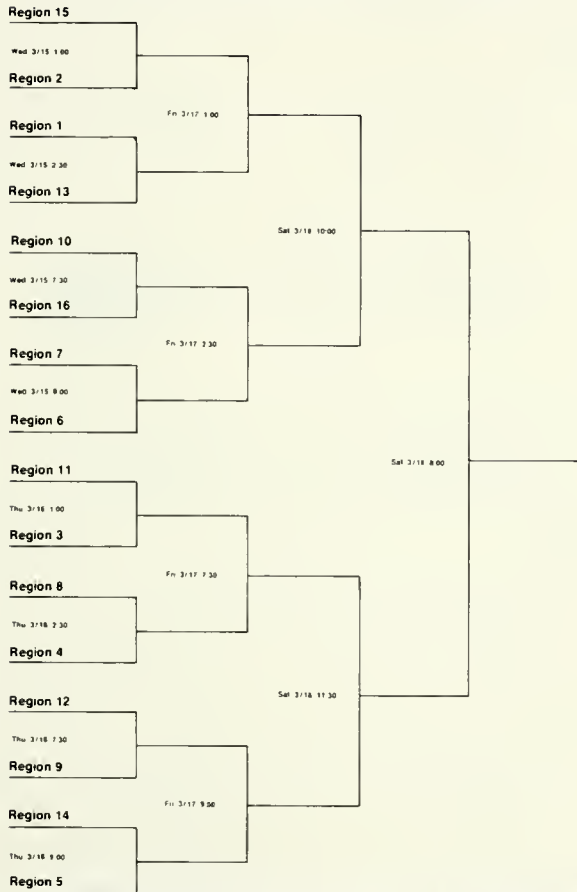 Region 15
Wed 3/15 1:00
Region 2
Fri 3/17 1:00
Region 1
Wed 3/15 2:30
Region 13
Sat 3/18 10:00
Region 10
Wed 3/15 7:30
Region 16
Fri 3/17 2:30
Region 7
Wed 3/15 9:00
Region 6
Sat 3/18 8:00
Region 11
Thu 3/16 1:00
Region 3
Fri 3/17 7:30
Region 8
Thu 3/16 2:30
Region 4
Sat 3/18 11:30
Region 12
Thu 3/16 7:30
Region 9
Fri 3/17 9:00
Region 14
Thu 3/16 9:00
Region 5